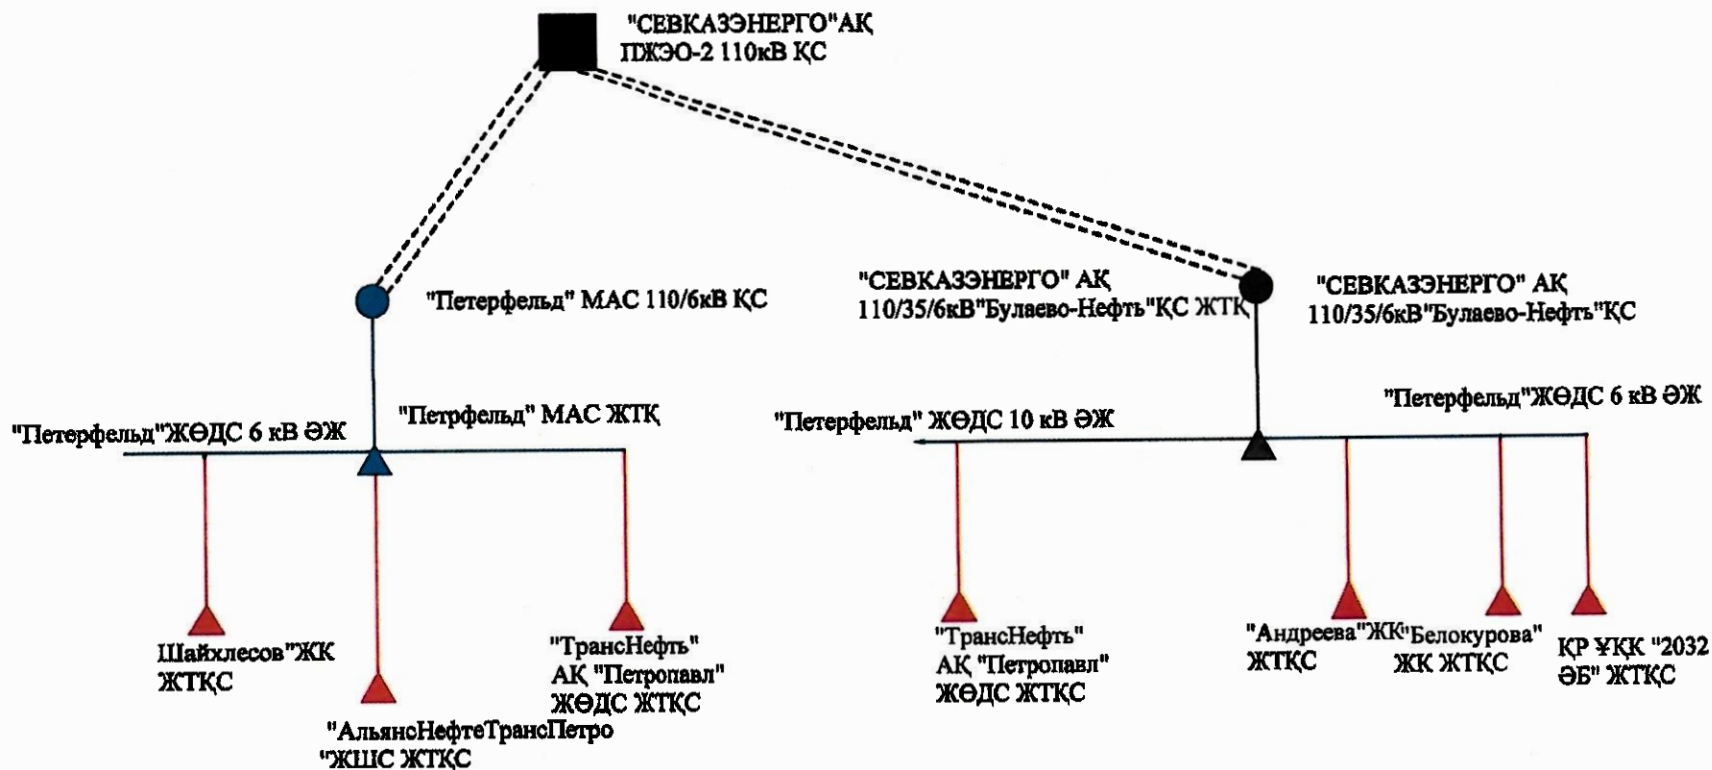 "СЕВКАЗЭНЕРГО"АҚ
ПЖЭО-2 110кВ ҚС
"Петерфельд" МАС 110/6кВ ҚС
"СЕВКАЗЭНЕРГО" АҚ
110/35/6кВ"Булаево-Нефть"ҚС ЖТҚ
"СЕВКАЗЭНЕРГО" АҚ
110/35/6кВ"Булаево-Нефть"ҚС
"Петерфельд"ЖӨДС 6 кВ ӘЖ
"Петрфельд" МАС ЖТҚ
"Петерфельд" ЖӨДС 10 кВ ӘЖ
"Петерфельд"ЖӨДС 6 кВ ӘЖ
Шайхлесов"ЖК
ЖТҚС
"АльянсНефтеТрансПетро
"ЖШС ЖТҚС
"ТрансНефть"
АҚ "Петропавл"
ЖӨДС ЖТҚС
"ТрансНефть"
АҚ "Петропавл"
ЖӨДС ЖТҚС
"Андреева"ЖК
ЖТҚС
"Белокурова"
ЖК ЖТҚС
ҚР ҰҚК "2032
ӘБ" ЖТҚС